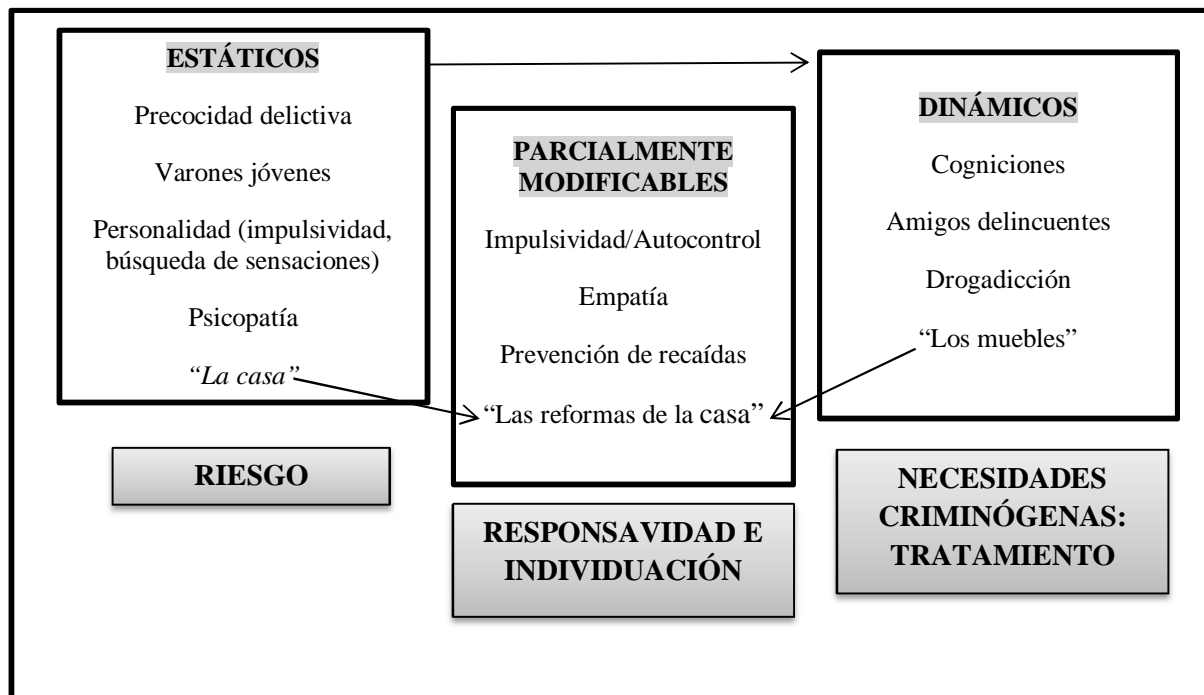 ESTÁTICOS
Precocidad delictiva
Varones jóvenes
Personalidad (impulsividad,
búsqueda de sensaciones)
Psicopatía
“La casa”
RIESGO
PARCIALMENTE
MODIFICABLES
Impulsividad/Autocontrol
Empatía
Prevención de recaídas
“Las reformas de la casa”
RESPONSAVIDAD E
INDIVIDUACIÓN
DINÁMICOS
Cogniciones
Amigos delincuentes
Drogadicción
“Los muebles”
NECESIDADES
CRIMINÓGENAS:
TRATAMIENTO